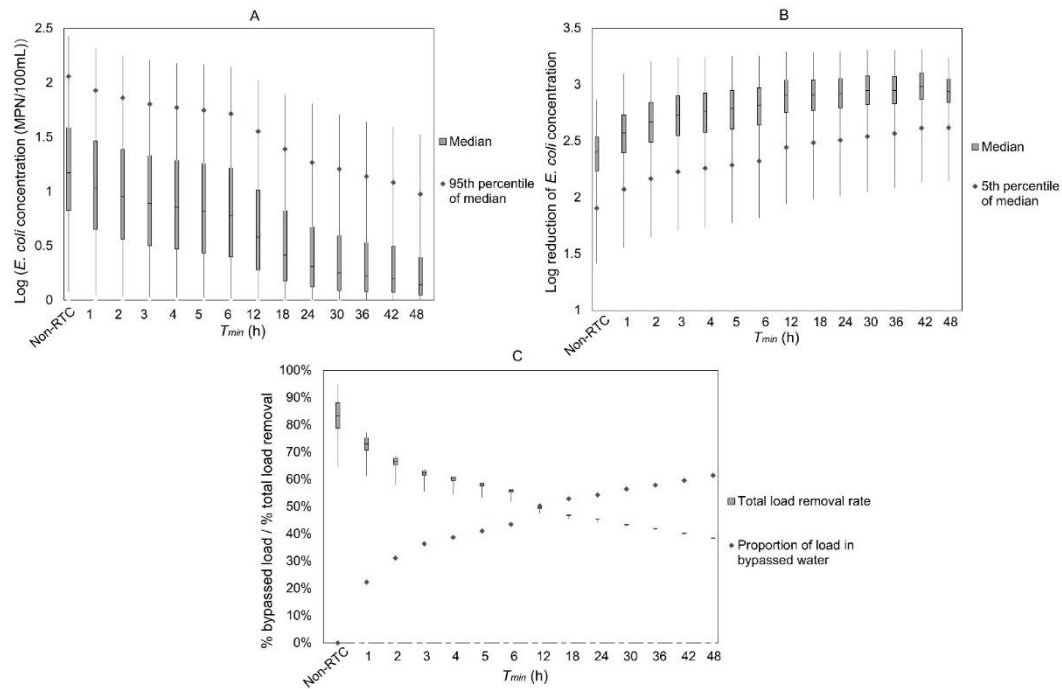 A
Log (E. coli concentration (MPN/100mL))
2.5
2
1.5
1
0.5
0
Non-RTC 1 2 3 4 5 6 12 18 24 30 36 42 48
Tmin (h)
Median
95th percentile
of median
B
Log reduction of E. coli concentration
4
3.5
3
2.5
2
1.5
1
Non-RTC 1 2 3 4 5 6 12 18 24 30 36 42 48
Tmin (h)
Median
5th percentile
of median
C
% bypassed load / % total load removal
100%
90%
80%
70%
60%
50%
40%
30%
20%
10%
0%
Non-RTC 1 2 3 4 5 6 12 18 24 30 36 42 48
Tmin (h)
Total load removal rate
Proportion of load in
bypassed water